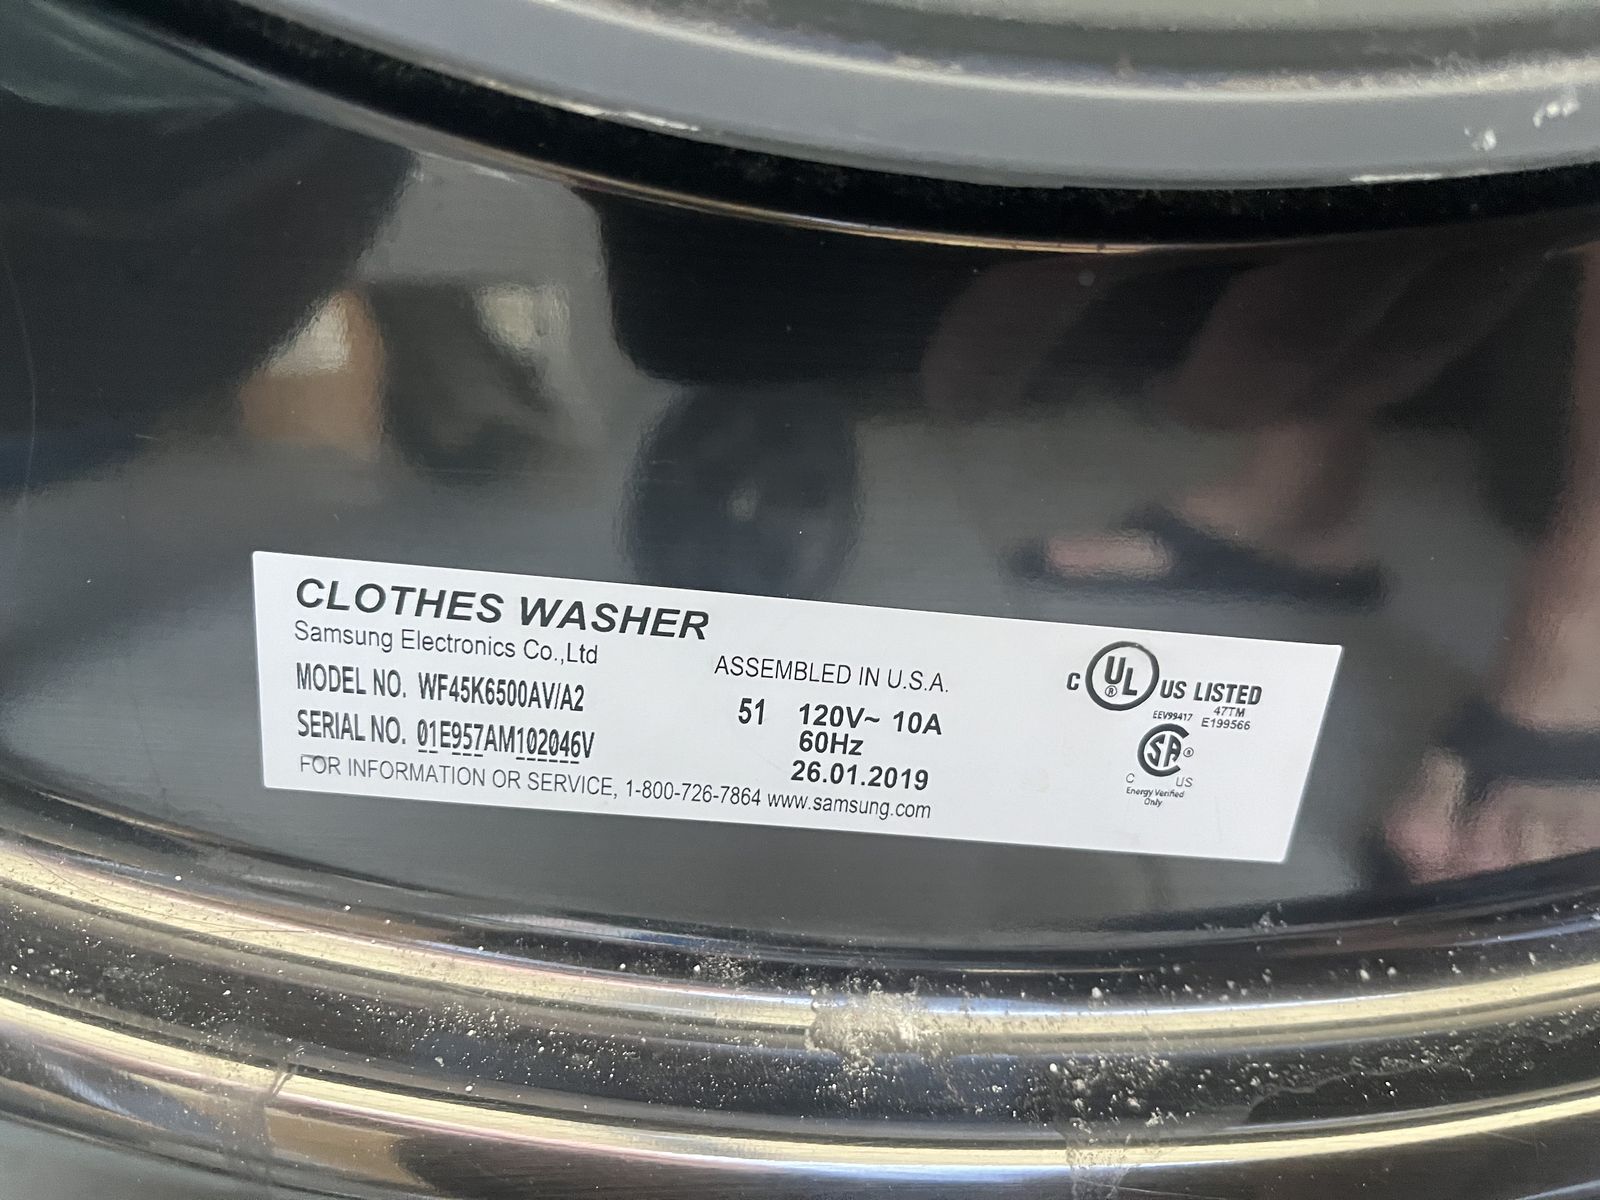 CLOTHES WASHER
Samsung Electronics Co.,Ltd
MODEL NO. WF45K6500AV/A2
SERIAL NO. 01E957AM102046V
FOR INFORMATION OR SERVICE, 1-800-726-7864 www.samsung.com
ASSEMBLED IN U.S.A.
51 120V~ 10A
60Hz
26.01.2019
C UL ® US LISTED
47TM
EEV99417 E199566
SA ®
C US
Energy Verified
Only